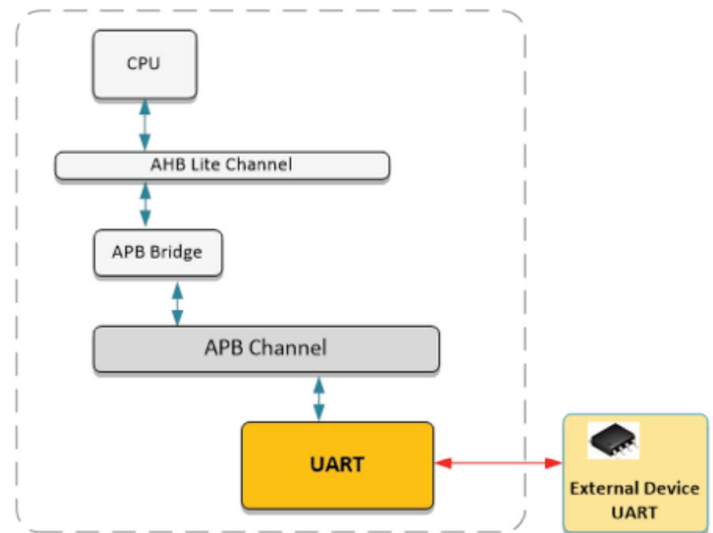 CPU
AHB Lite Channel
APB Bridge
APB Channel
UART
External Device
UART